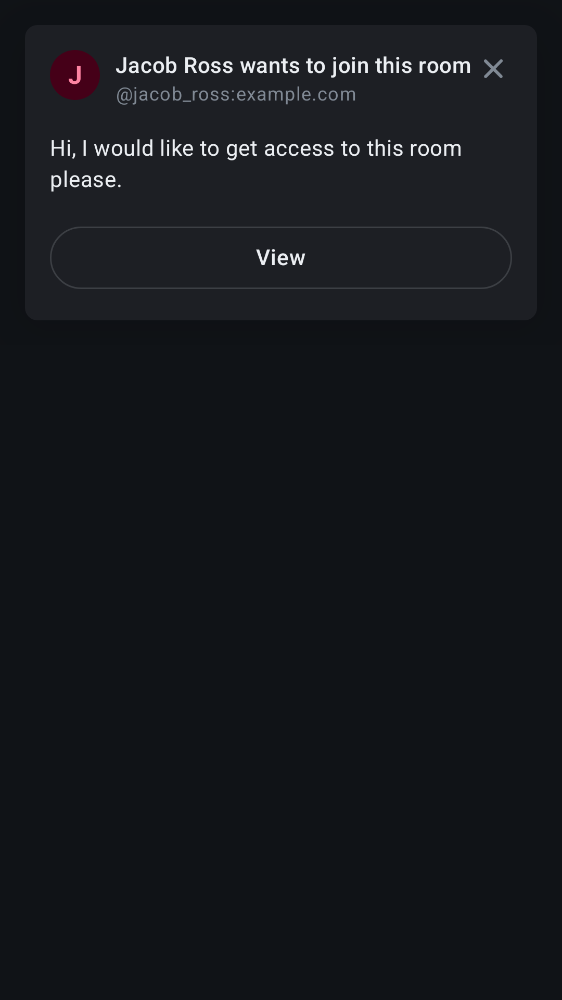 J
Jacob Ross wants to join this room
@jacob_ross:example.com
Hi, I would like to get access to this room
please.
View